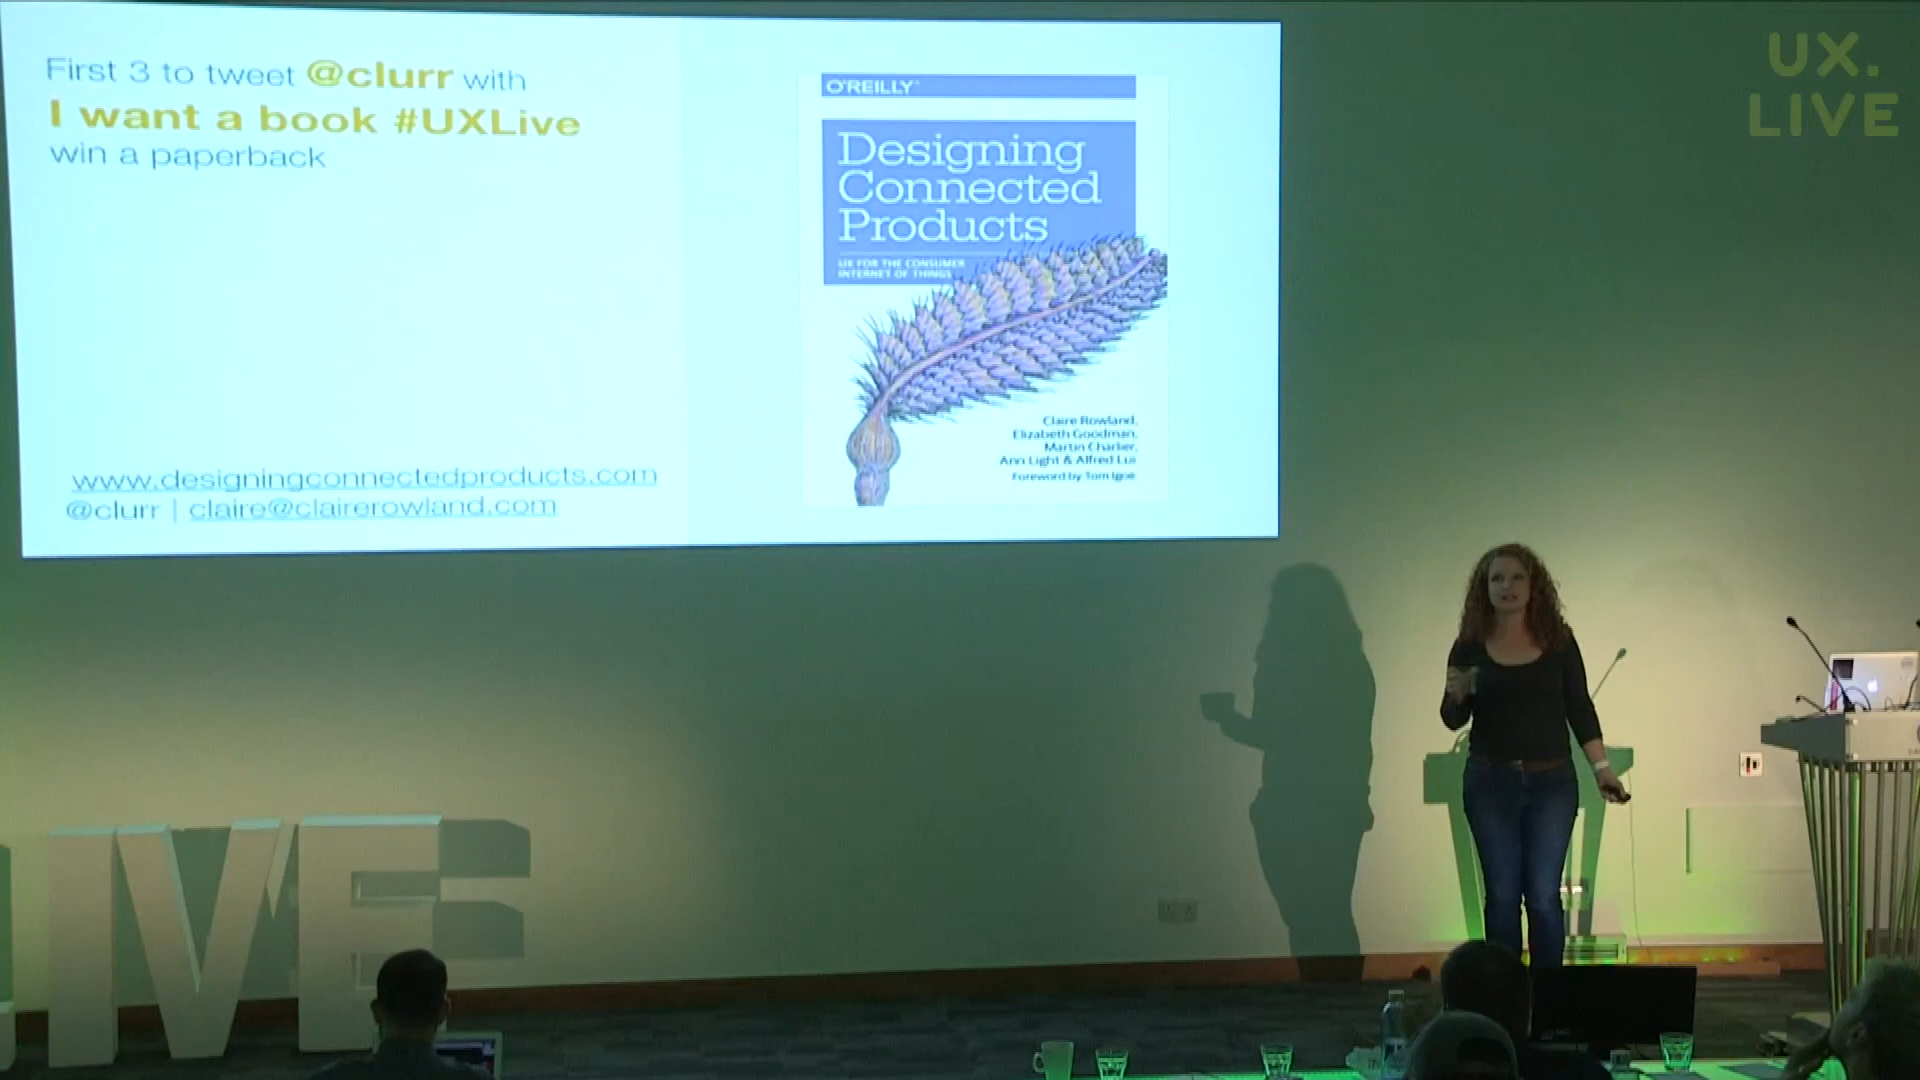 First 3 to tweet @clurr with
I want a book #UXLive
win a paperback
www.designingconnectedproducts.com
@clurr | claire@clairerowland.com
O'REILLY
Designing
Connected
Products
UX FOR THE CONSUMER
INTERNET OF THINGS
Claire Rowland,
Elizabeth Goodman,
Martin Charlier,
Ann Light & Alfred Lui
Foreword by Tom Igoe
UX.
LIVE
IVE